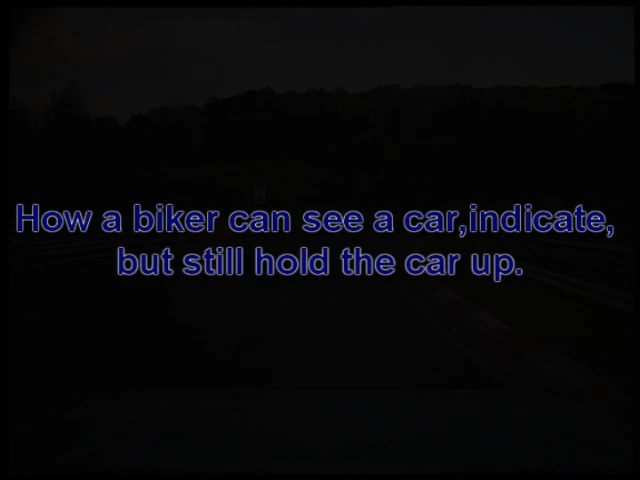 How a biker can see a car,indicate,
but still hold the car up.